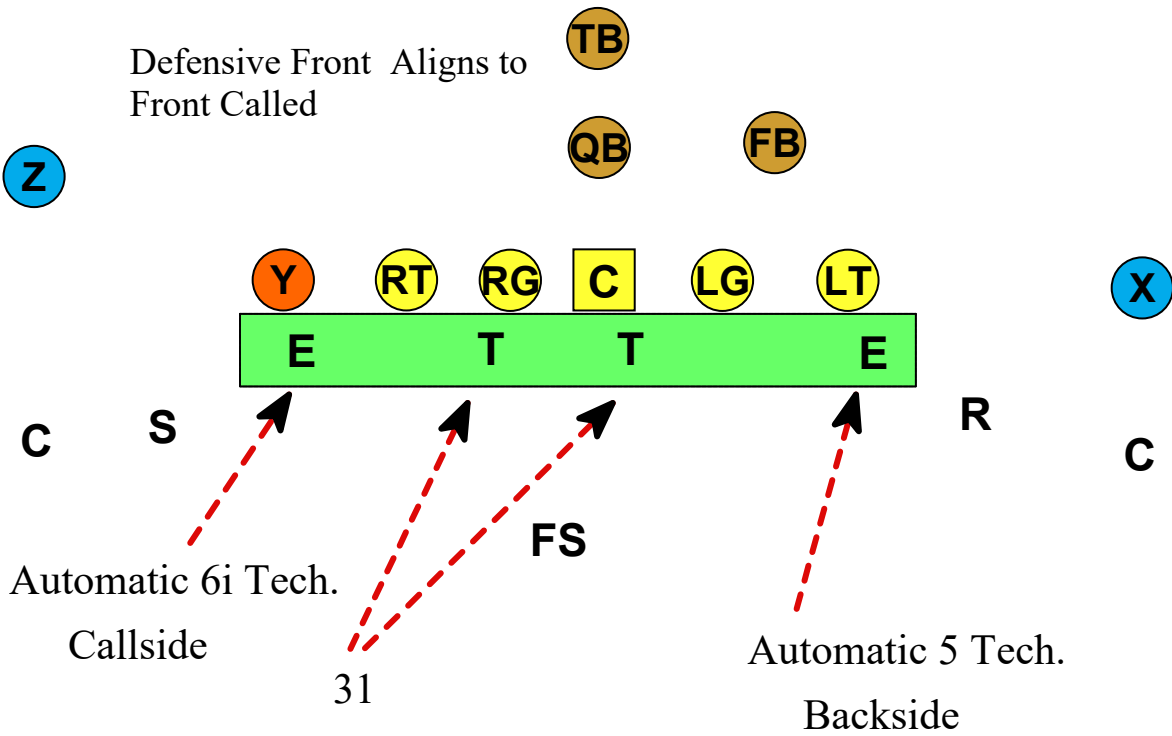 TB
Defensive Front Aligns to
Front Called
QB
FB
Z
Y
RT
RG
C
LG
LT
X
E
T
T
E
C
S
R
C
FS
Automatic 6i Tech.
Callside
31
Automatic 5 Tech.
Backside